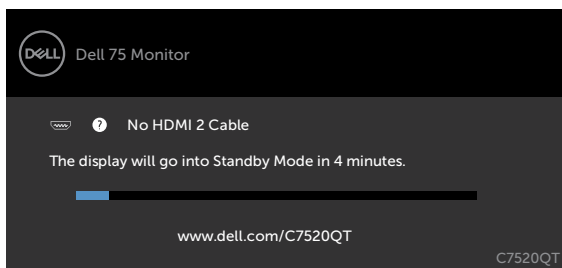 DELL Dell 75 Monitor
? No HDMI 2 Cable
The display will go into Standby Mode in 4 minutes.
www.dell.com/C7520QT
C7520QT